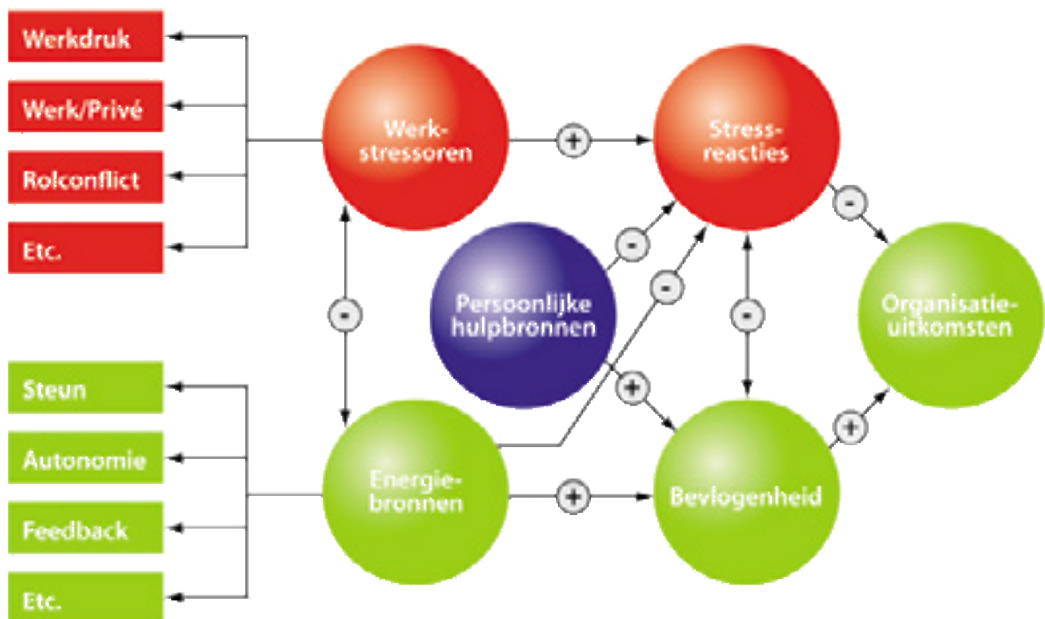 Werkdruk
Werk/Privé
Rolconflict
Etc.
Werk-
stressoren
+
Stress-
reacties
-
-
-
-
-
Persoonlijke
hulpbronnen
Organisatie-
uitkomsten
+
+
Steun
Autonomie
Feedback
Etc.
Energie-
bronnen
+
Bevlogenheid